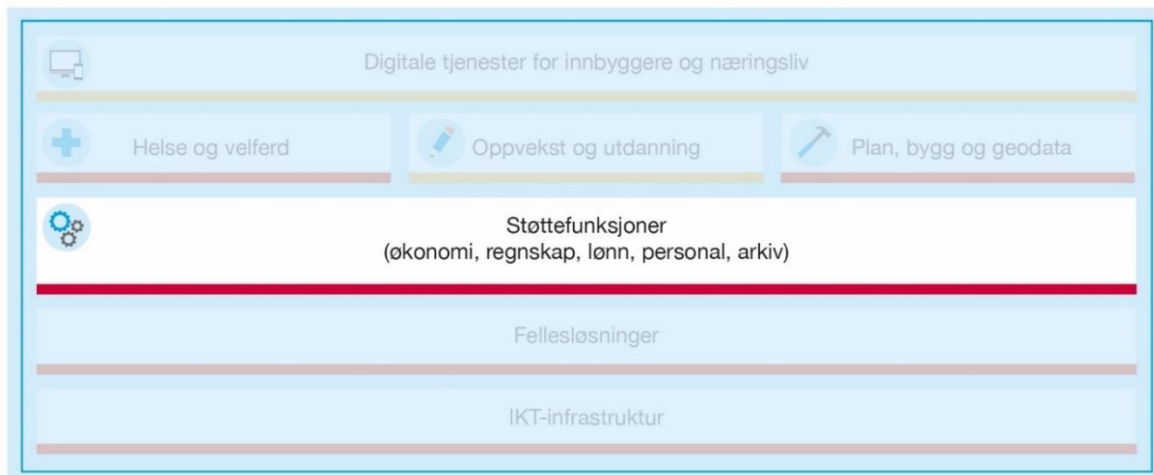 Digitale tjenester for innbyggere og næringsliv
Helse og velferd
Oppvekst og utdanning
Plan, bygg og geodata
Støttefunksjoner
(økonomi, regnskap, lønn, personal, arkiv)
Fellesløsninger
IKT-infrastruktur